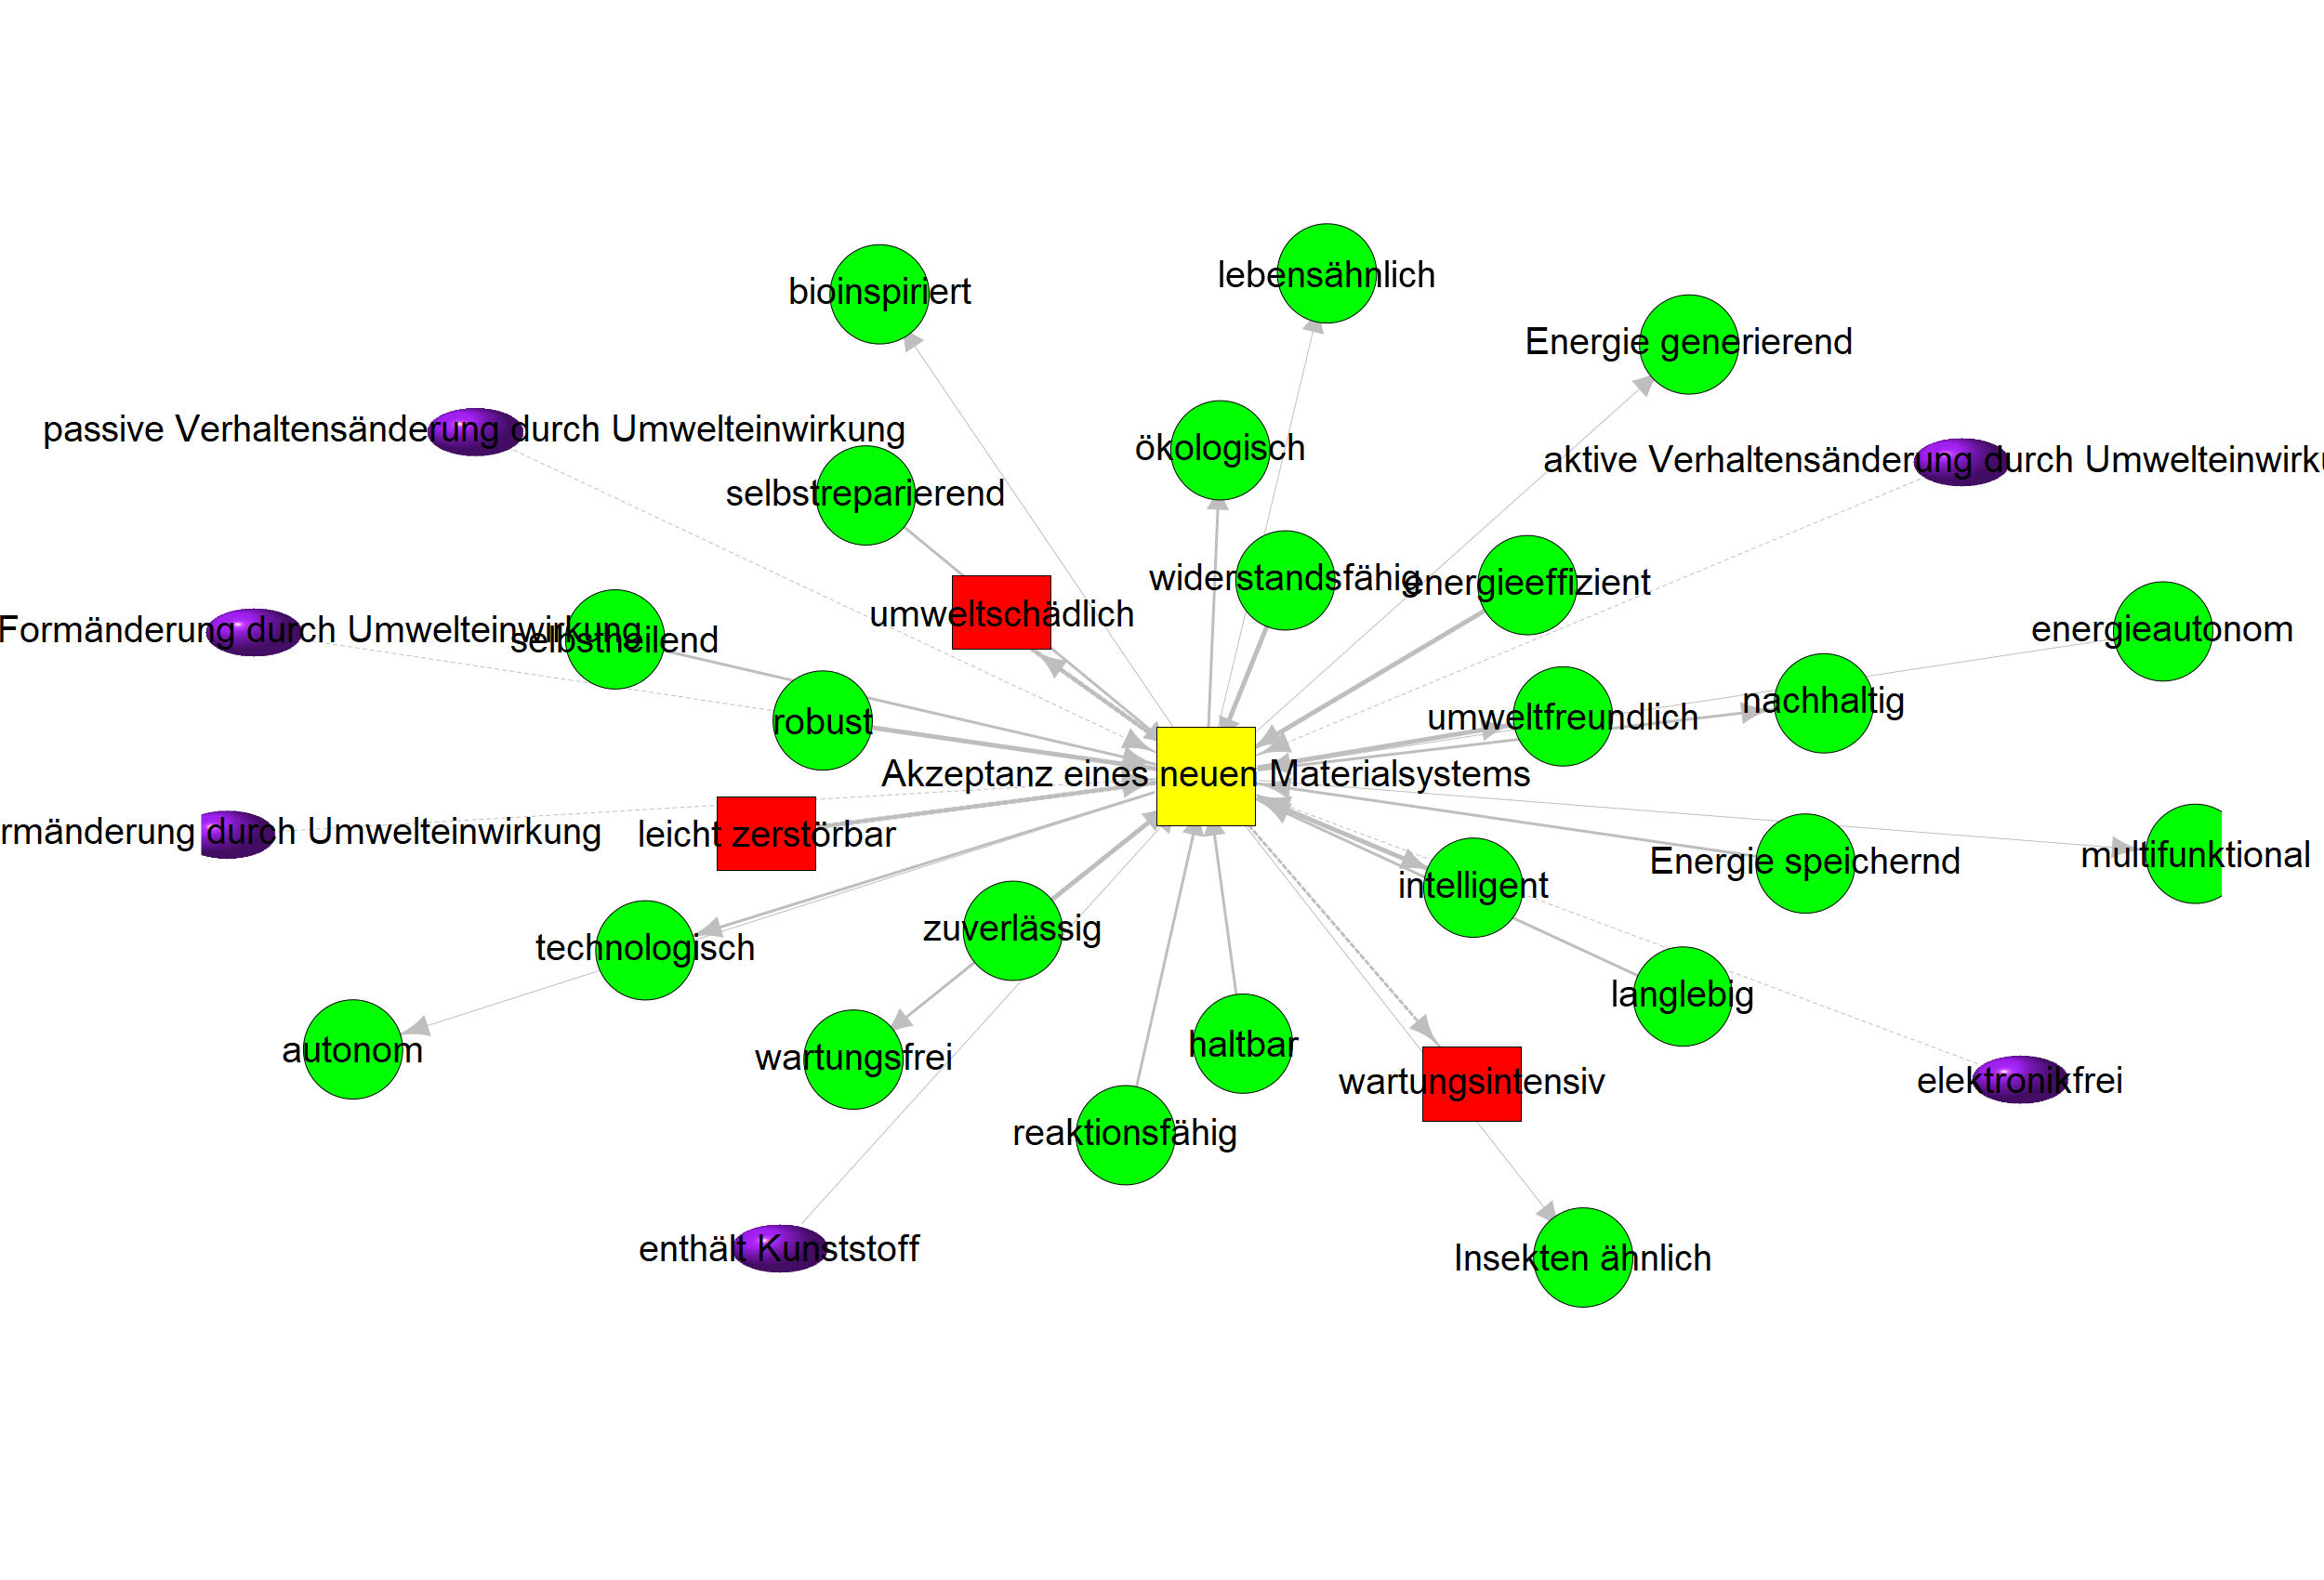 lebensähnlich
bioinspiriert
Energie generierend
passive Verhaltensänderung durch Umwelteinwirkung
ökologisch
aktive Verhaltensänderung durch
selbstreparierend
widerstandsfähig
energieeffizient
umweltschädlich
Formänderung durch Umwelteinwirkung
selbstheilend
energieautonom
nachhaltig
robust
umweltfreundlich
Akzeptanz eines neuen Materialsystems
durch Umwelteinwirkung
leicht zerstörbar
Energie speichernd
multifunktional
intelligent
zuverlässig
technologisch
langlebig
autonom
wartungsfrei
haltbar
wartungsintensiv
elektronikfrei
reaktionsfähig
enthält Kunststoff
Insekten ähnlich